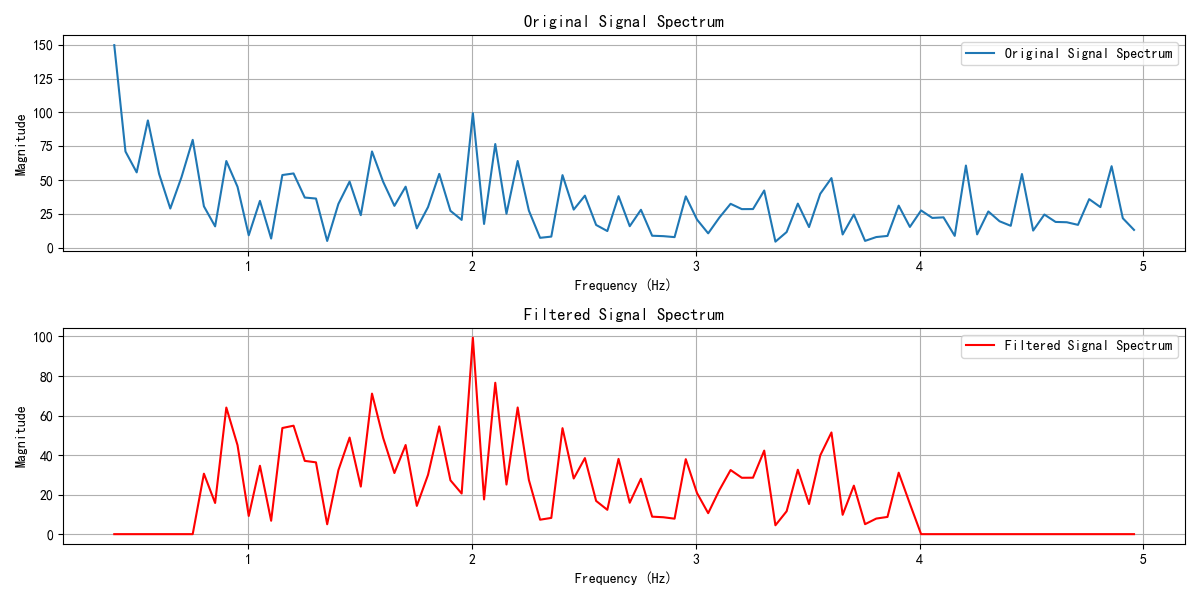 Original Signal Spectrum
150
125
100
75
50
25
0
Magnitude
Original Signal Spectrum
1 2 3 4 5
Frequency (Hz)
Filtered Signal Spectrum
100
80
60
40
20
0
Magnitude
Filtered Signal Spectrum
1 2 3 4 5
Frequency (Hz)